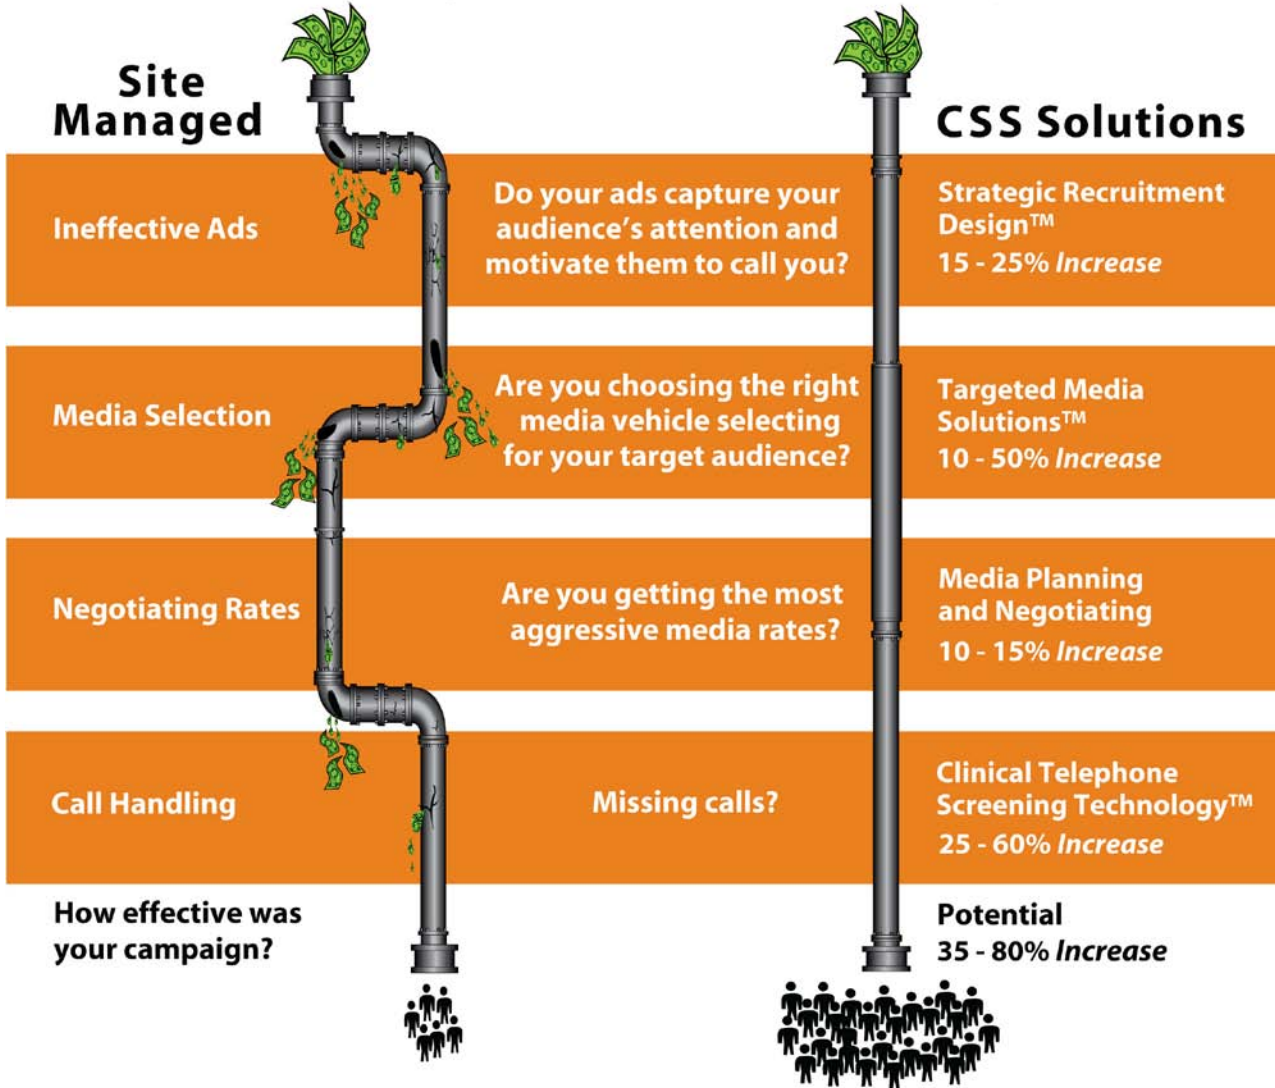 Site
Managed
CSS Solutions
Ineffective Ads
Do your ads capture your
audience's attention and
motivate them to call you?
Strategic Recruitment
Design™
15 - 25% Increase
Media Selection
Are you choosing the right
media vehicle selecting
for your target audience?
Targeted Media
Solutions™
10 - 50% Increase
Negotiating Rates
Are you getting the most
aggressive media rates?
Media Planning
and Negotiating
10 - 15% Increase
Call Handling
Missing calls?
Clinical Telephone
Screening Technology™
25 - 60% Increase
How effective was
your campaign?
Potential
35 - 80% Increase